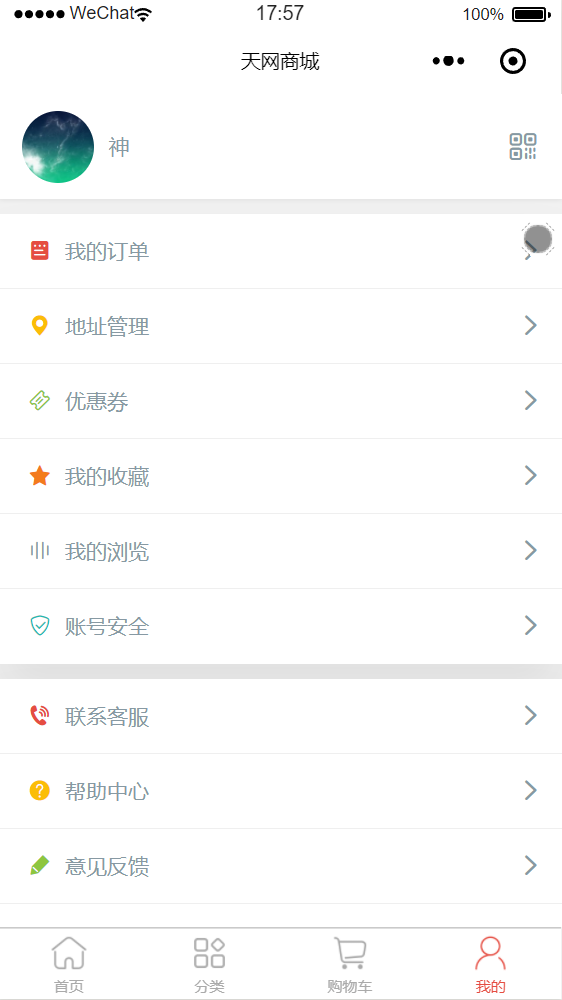 WeChat 17:57 100%
天网商城
神
我的订单
地址管理
优惠券
我的收藏
我的浏览
账号安全
联系客服
帮助中心
意见反馈
首页 分类 购物车 我的